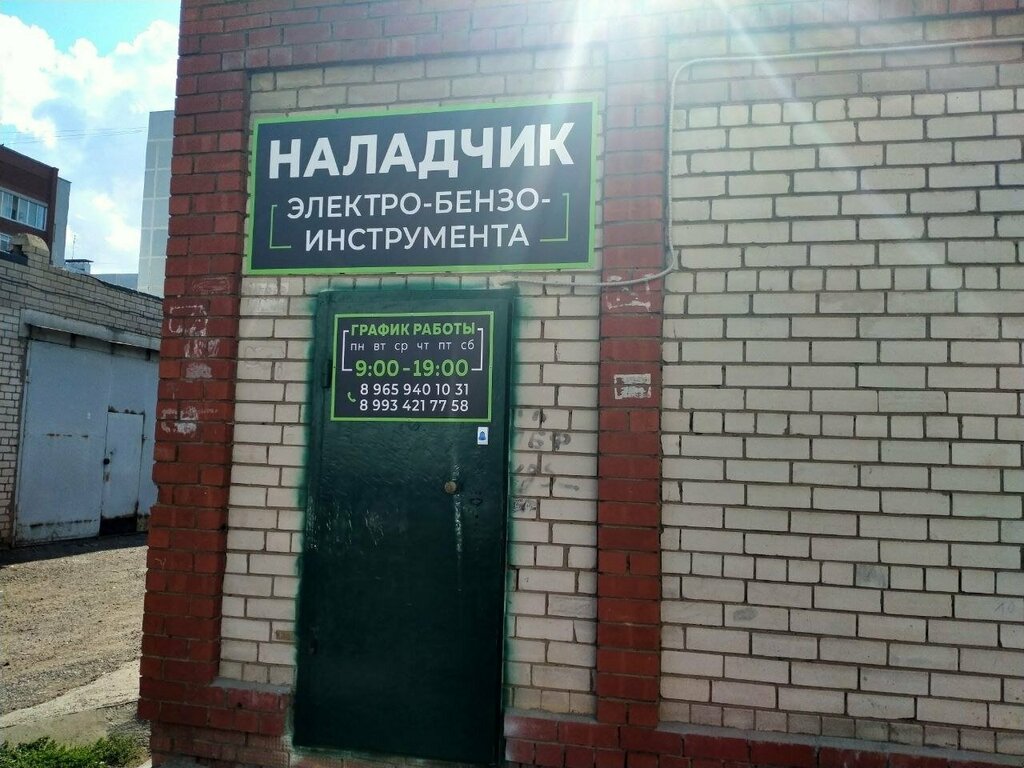 НАЛАДЧИК
ЭЛЕКТРО-БЕНЗО-
ИНСТРУМЕНТА
ГРАФИК РАБОТЫ
пн вт ср чт пт сб
9:00 - 19:00
8 965 940 10 31
8 993 421 77 58